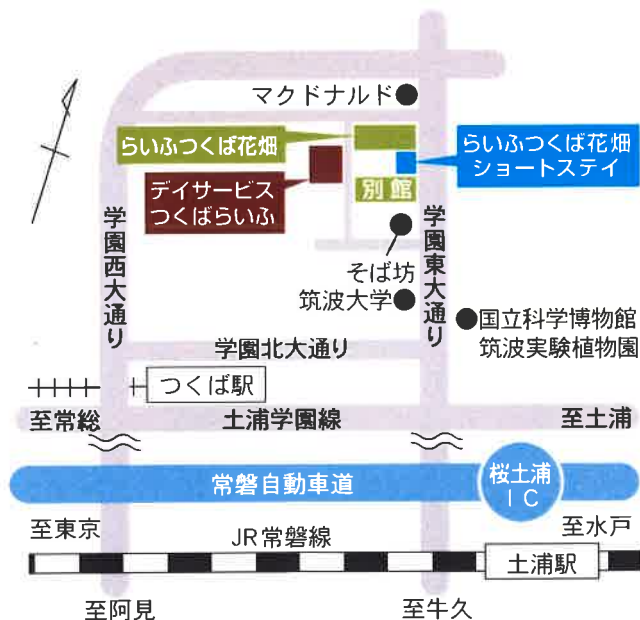 マクドナルド
らいふつくば花畑
らいふつくば花畑
ショートステイ
デイサービス
つくばらいふ
別館
学園西大通り
学園東大通り
そば坊
筑波大学
国立科学博物館
筑波実験植物園
学園北大通り
つくば駅
至常総
土浦学園線
至土浦
常磐自動車道
桜土浦
IC
至東京
JR常磐線
至水戸
土浦駅
至阿見
至牛久